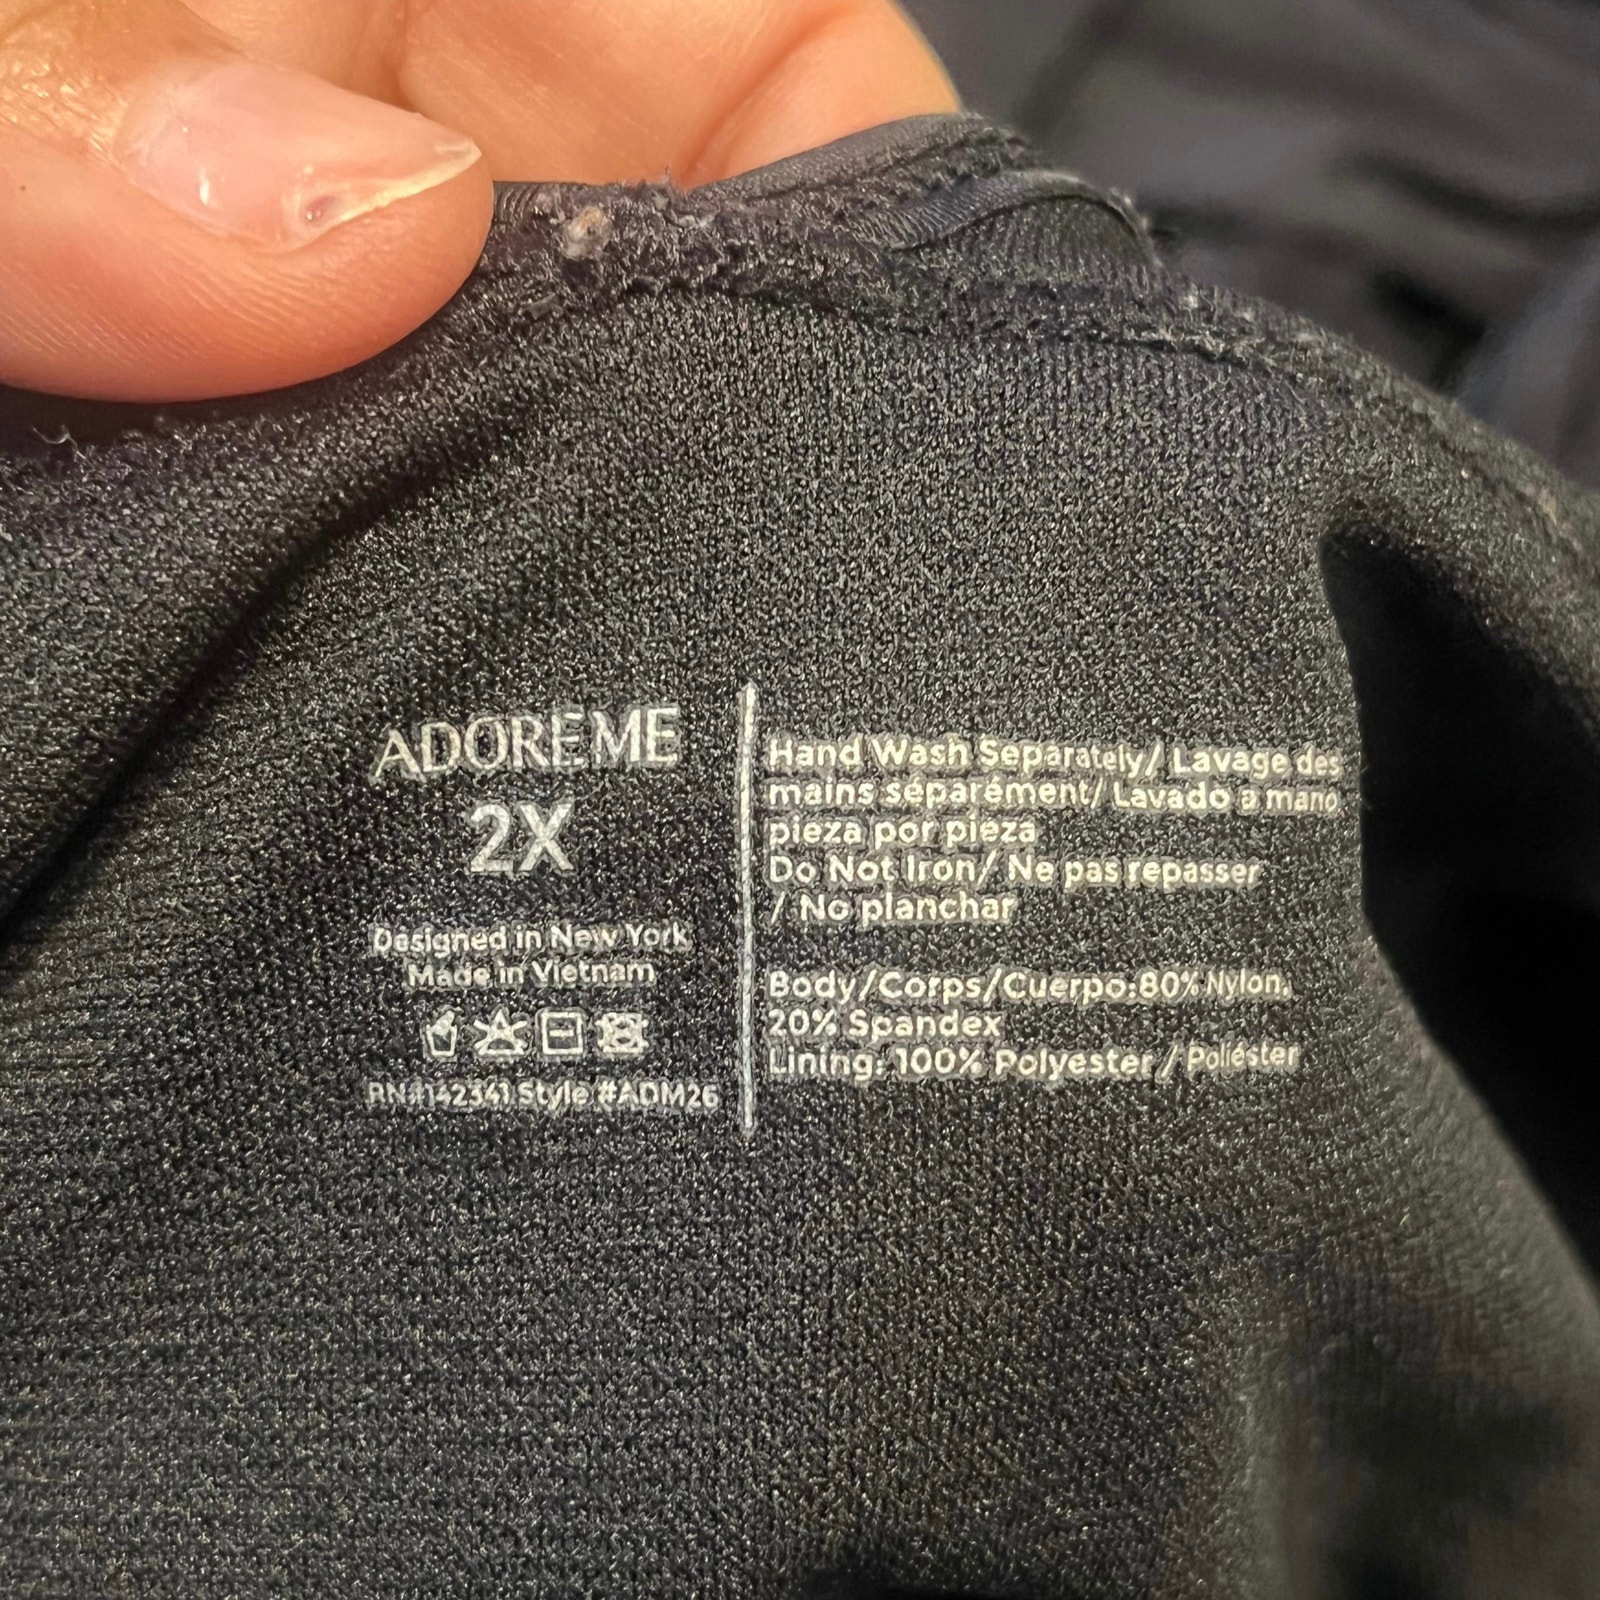 ADORE ME
2X
Designed in New York
Made in Vietnam
RN#142341 Style #ADM26
Hand Wash Separately/ Lavage des
mains séparément/ Lavado a mano
pieza por pieza
Do Not Iron/ Ne pas repasser
/ No planchar
Body/Corps/Cuerpo:80% Nylon,
20% Spandex
Lining: 100% Polyester / Poliéster